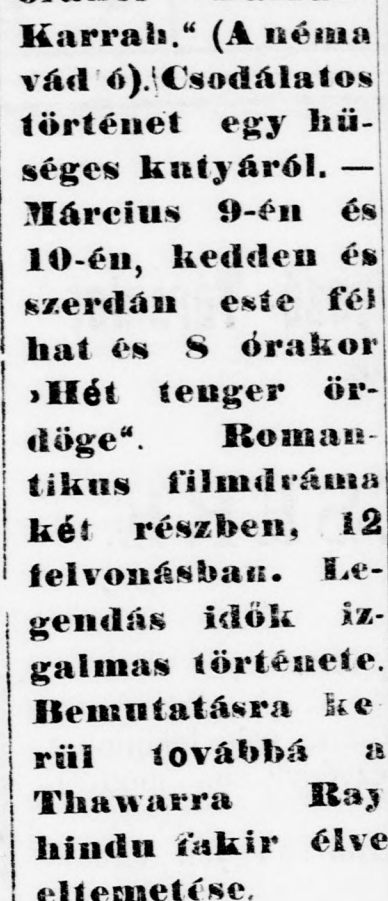 Karrah.“ (A néma
vád ó). Csodálatos
történet egy hü-
séges kutyáról. —
Március 9-én és
10-én, kedden és
szerdán este fél
hat és 8 órakor
›Hét tenger ör-
döge“. Roman-
tikus filmdráma
két részben, 12
felvonásban. Le-
gendás idők iz-
galmas története.
Bemutatásra ke
rül továbbá a
Thawarra Ray
hindu fakir élve
eltemetése.